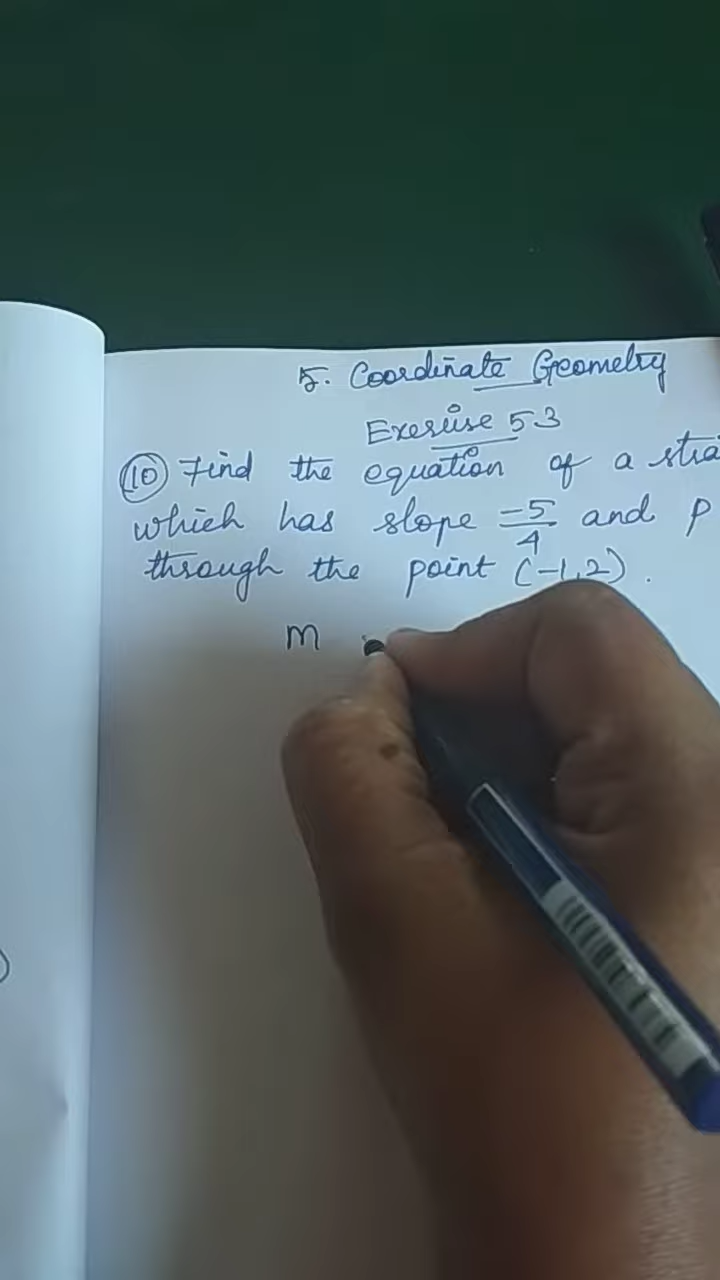 5. Coordinate Geometry
Exercise 5.3
10 Find the equation of a stra
which has slope -5/4 and p
through the point (-1,2).
m